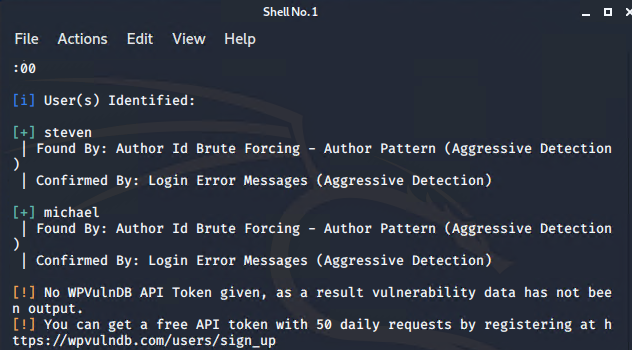 Shell No. 1
File Actions Edit View Help
:00
[i] User(s) Identified:
[+] steven
| Found By: Author Id Brute Forcing - Author Pattern (Aggressive Detection
)
| Confirmed By: Login Error Messages (Aggressive Detection)
[+] michael
| Found By: Author Id Brute Forcing - Author Pattern (Aggressive Detection
)
| Confirmed By: Login Error Messages (Aggressive Detection)
[!] No WPVulnDB API Token given, as a result vulnerability data has not bee
n output.
[!] You can get a free API token with 50 daily requests by registering at h
ttps://wpvulndb.com/users/sign_up